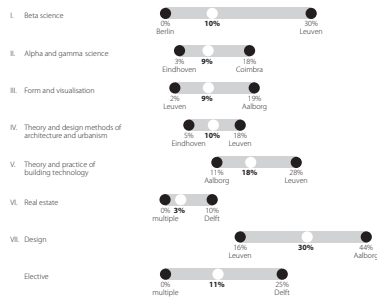 I. Beta science
0% 10% 30%
Berlin Leuven
II. Alpha and gamma science
3% 9% 18%
Eindhoven Coimbra
III. Form and visualisation
2% 9% 19%
Leuven Aalborg
IV. Theory and design methods of
architecture and urbanism
5% 10% 18%
Eindhoven Leuven
V. Theory and practice of
building technology
11% 18% 28%
Aalborg Leuven
VI. Real estate
0% 3% 10%
multiple Delft
VII. Design
16% 30% 44%
Leuven Aalborg
Elective
0% 11% 25%
multiple Delft